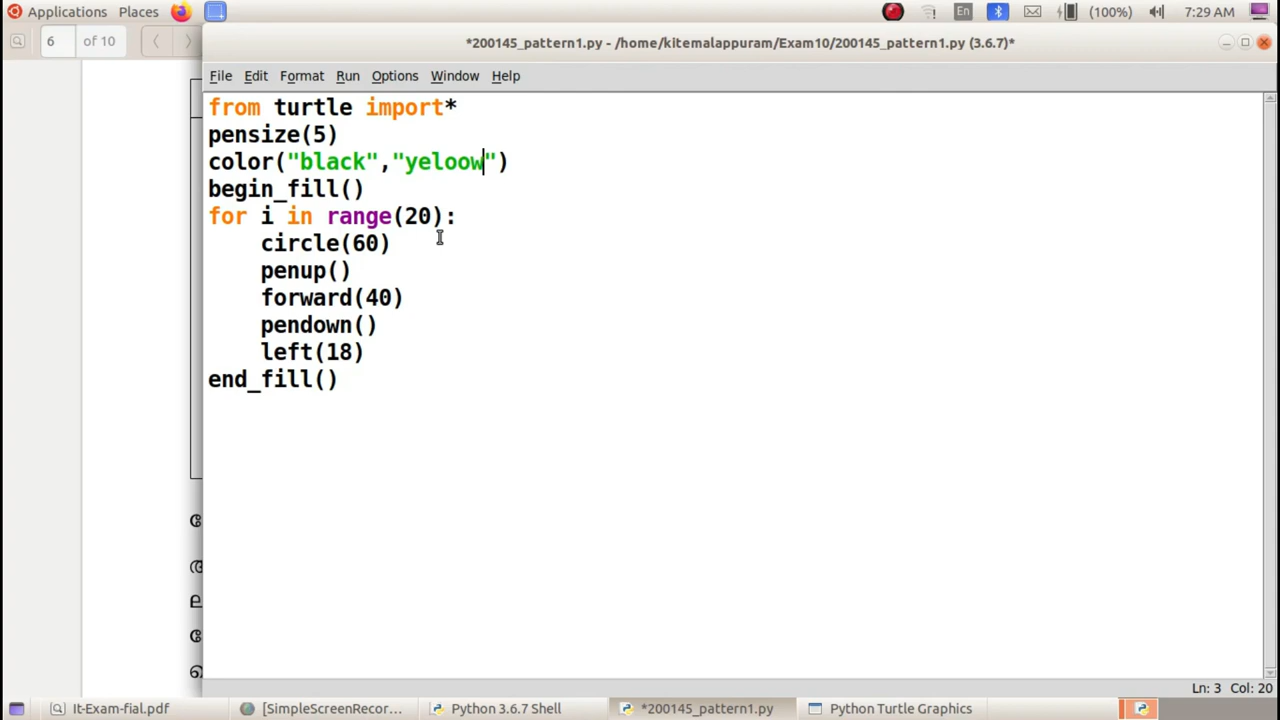 Applications Places En (100%) 7:29 AM
6 of 10
*200145_pattern1.py - /home/kitemalappuram/Exam10/200145_pattern1.py (3.6.7)*
File Edit Format Run Options Window Help
from turtle import*
pensize(5)
color("black","yeloow")
begin_fill()
for i in range(20):
    circle(60)
    penup()
    forward(40)
    pendown()
    left(18)
end_fill()
Ln: 3 Col: 20
It-Exam-fial.pdf [SimpleScreenRecor... Python 3.6.7 Shell *200145_pattern1.py Python Turtle Graphics